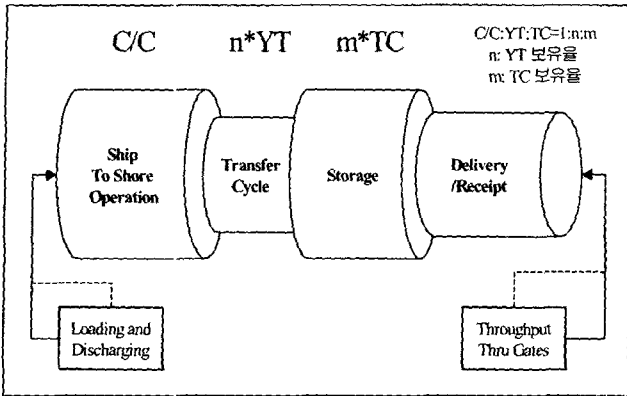 C/C n*YT m*TC
C/C:YT:TC=1:n:m
n: YT 보유율
m: TC 보유율
Ship
To Shore
Operation
Transfer
Cycle
Storage
Delivery
/Receipt
Loading and
Discharging
Throughput
Thru Gates